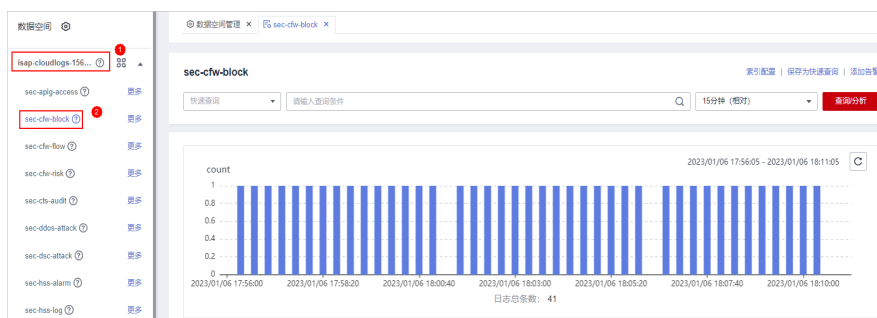 数据空间
数据空间管理 ×
sec-cfw-block ×
1
isap-cloudlogs-156...
sec-apig-access 更多
2
sec-cfw-block 更多
sec-cfw-flow 更多
sec-cfw-risk 更多
sec-cts-audit 更多
sec-ddos-attack 更多
sec-dsc-attack 更多
sec-hss-alarm 更多
sec-hss-log 更多
sec-cfw-block
索引配置 | 保存为快速查询 | 添加告警
快速查询 请输入查询条件 15分钟 (相对) 查询/分析
2023/01/06 17:56:05 - 2023/01/06 18:11:05
count
1
0.8
0.6
0.4
0.2
0
2023/01/06 17:56:00 2023/01/06 17:58:20 2023/01/06 18:00:40 2023/01/06 18:03:00 2023/01/06 18:05:20 2023/01/06 18:07:40 2023/01/06 18:10:00
日志总条数: 41